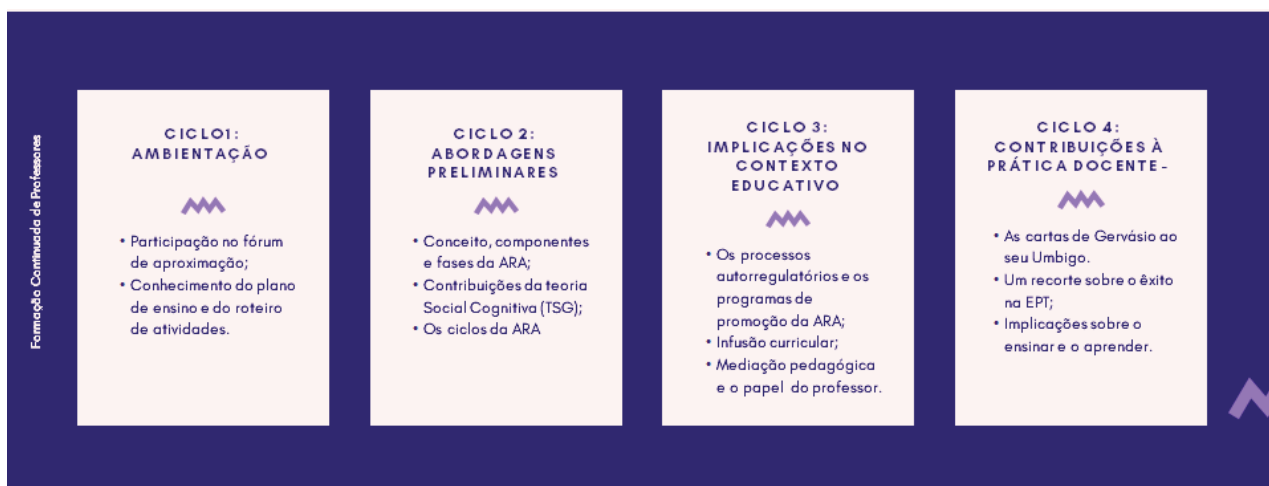 Formação Continuada de Professores
CICLO1:
AMBIENTAÇÃO
• Participação no fórum
de aproximação;
• Conhecimento do plano
de ensino e do roteiro
de atividades.
CICLO 2:
ABORDAGENS
PRELIMINARES
• Conceito, componentes
e fases da ARA;
• Contribuições da teoria
Social Cognitiva (TSG);
• Os ciclos da ARA
CICLO 3:
IMPLICAÇÕES NO
CONTEXTO
EDUCATIVO
• Os processos
autorregulatórios e os
programas de
promoção da ARA;
• Infusão curricular;
• Mediação pedagógica
e o papel do professor.
CICLO 4:
CONTRIBUIÇÕES À
PRÁTICA DOCENTE-
• As cartas de Gervásio ao
seu Umbigo.
• Um recorte sobre o êxito
na EPT;
• Implicações sobre o
ensinar e o aprender.